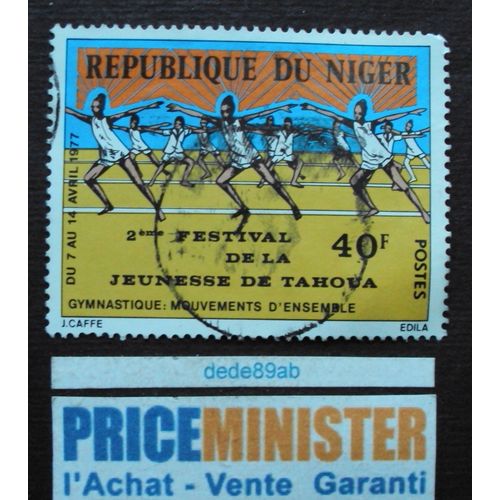 REPUBLIQUE DU NIGER
DU 7 AU 14 AVRIL 1977
2ème FESTIVAL
DE LA
JEUNESSE DE TAHOUA
40F
POSTES
GYMNASTIQUE: MOUVEMENTS D'ENSEMBLE
J.CAFFE
EDILA
dede89ab
PRICEMINISTER
l'Achat - Vente Garanti